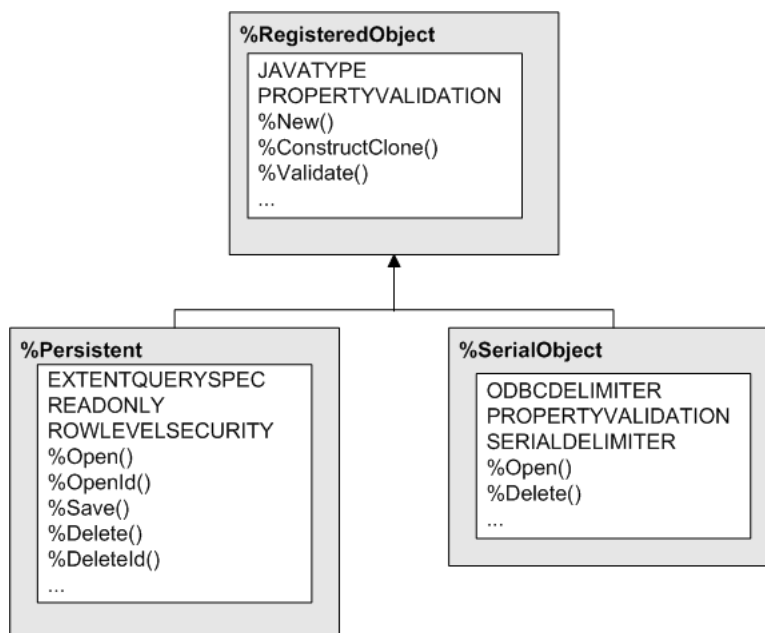 %RegisteredObject
JAVATYPE
PROPERTYVALIDATION
%New()
%ConstructClone()
%Validate()
...
%Persistent
EXTENTQUERYSPEC
READONLY
ROWLEVELSECURITY
%Open()
%OpenId()
%Save()
%Delete()
%DeleteId()
...
%SerialObject
ODBCDELIMITER
PROPERTYVALIDATION
SERIALDELIMITER
%Open()
%Delete()
...